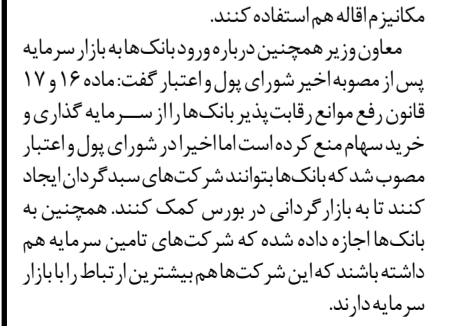 مکانیزم اقاله هم استفاده کنند.
معاون وزیر همچنین درباره ورود بانک‌ها به بازار سرمایه
پس از مصوبه اخیر شورای پول و اعتبار گفت: ماده ۱۶ و ۱۷
قانون رفع موانع رقابت‌پذیر بانک‌ها را از سرمایه گذاری و
خرید سهام منع کرده است اما اخیرا در شورای پول و اعتبار
مصوب شد که بانک‌ها بتوانند شرکت‌های سبدگردان ایجاد
کنند تا به بازارگردانی در بورس کمک کنند. همچنین به
بانک‌ها اجازه داده شده که شرکت‌های تامین سرمایه هم
داشته باشند که این شرکت‌ها هم بیشترین ارتباط را با بازار
سرمایه دارند.